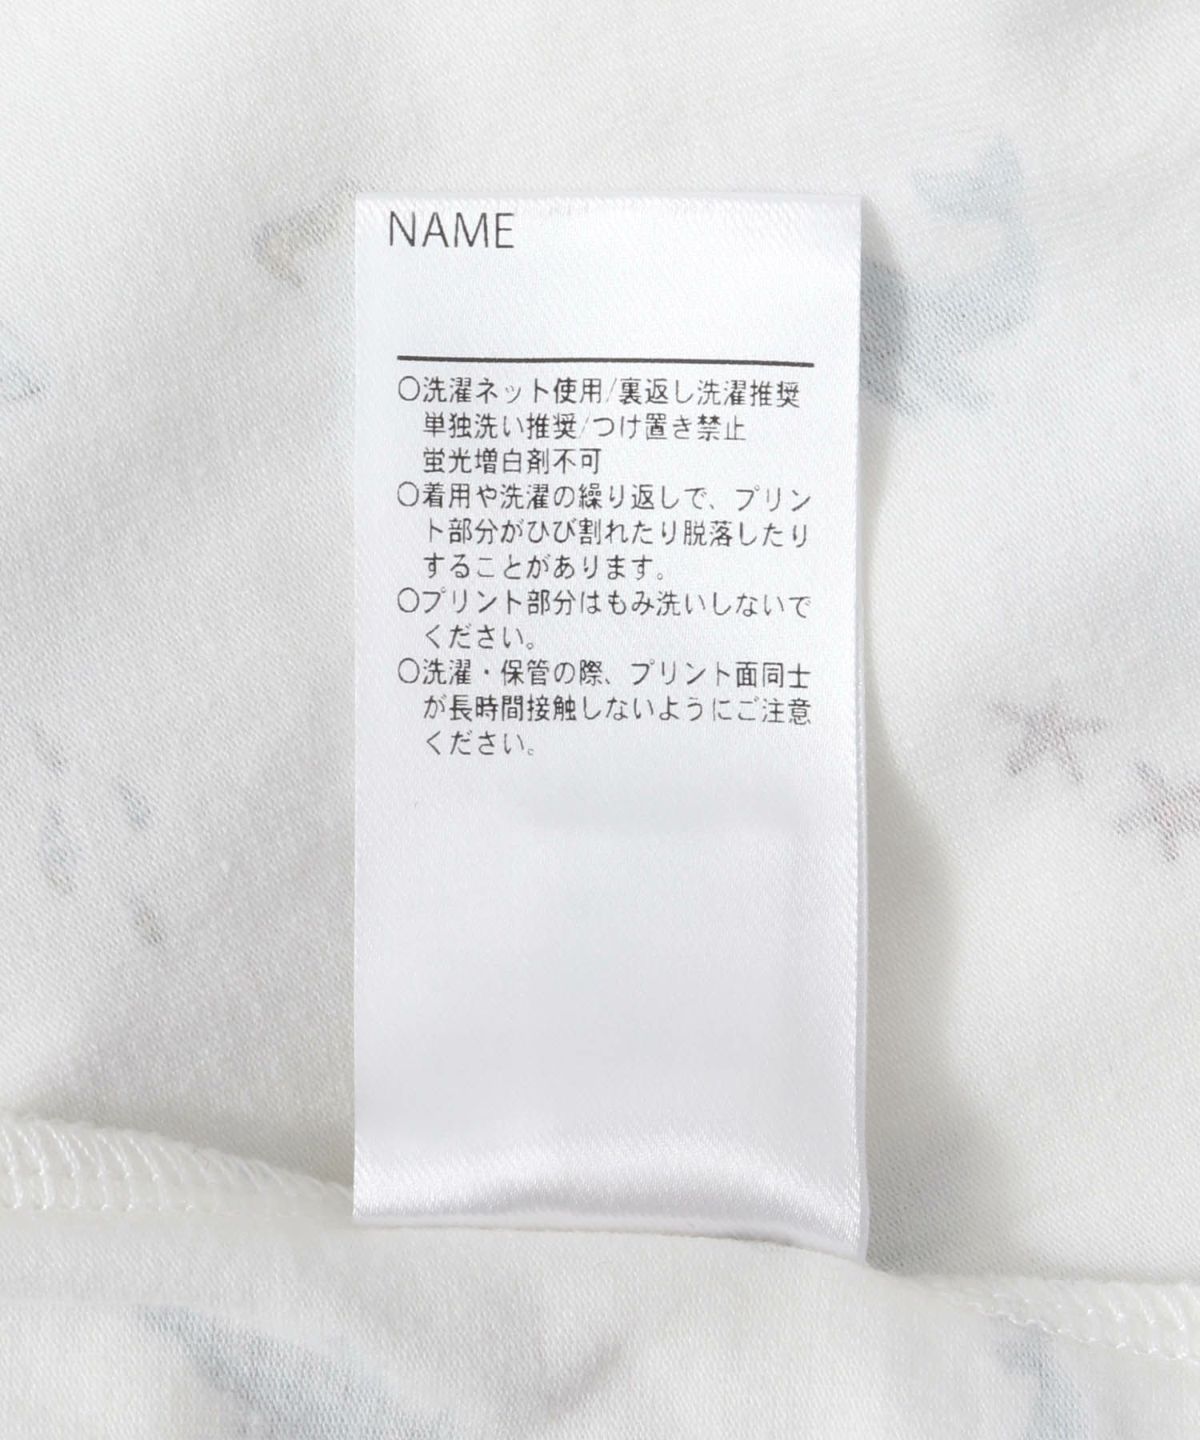 NAME
〇洗濯ネット使用/裏返し洗濯推奨
単独洗い推奨/つけ置き禁止
蛍光増白剤不可
〇着用や洗濯の繰り返しで、プリン
ト部分がひび割れたり脱落したり
することがあります。
〇プリント部分はもみ洗いしないで
ください。
〇洗濯・保管の際、プリント面同士
が長時間接触しないようにご注意
ください。